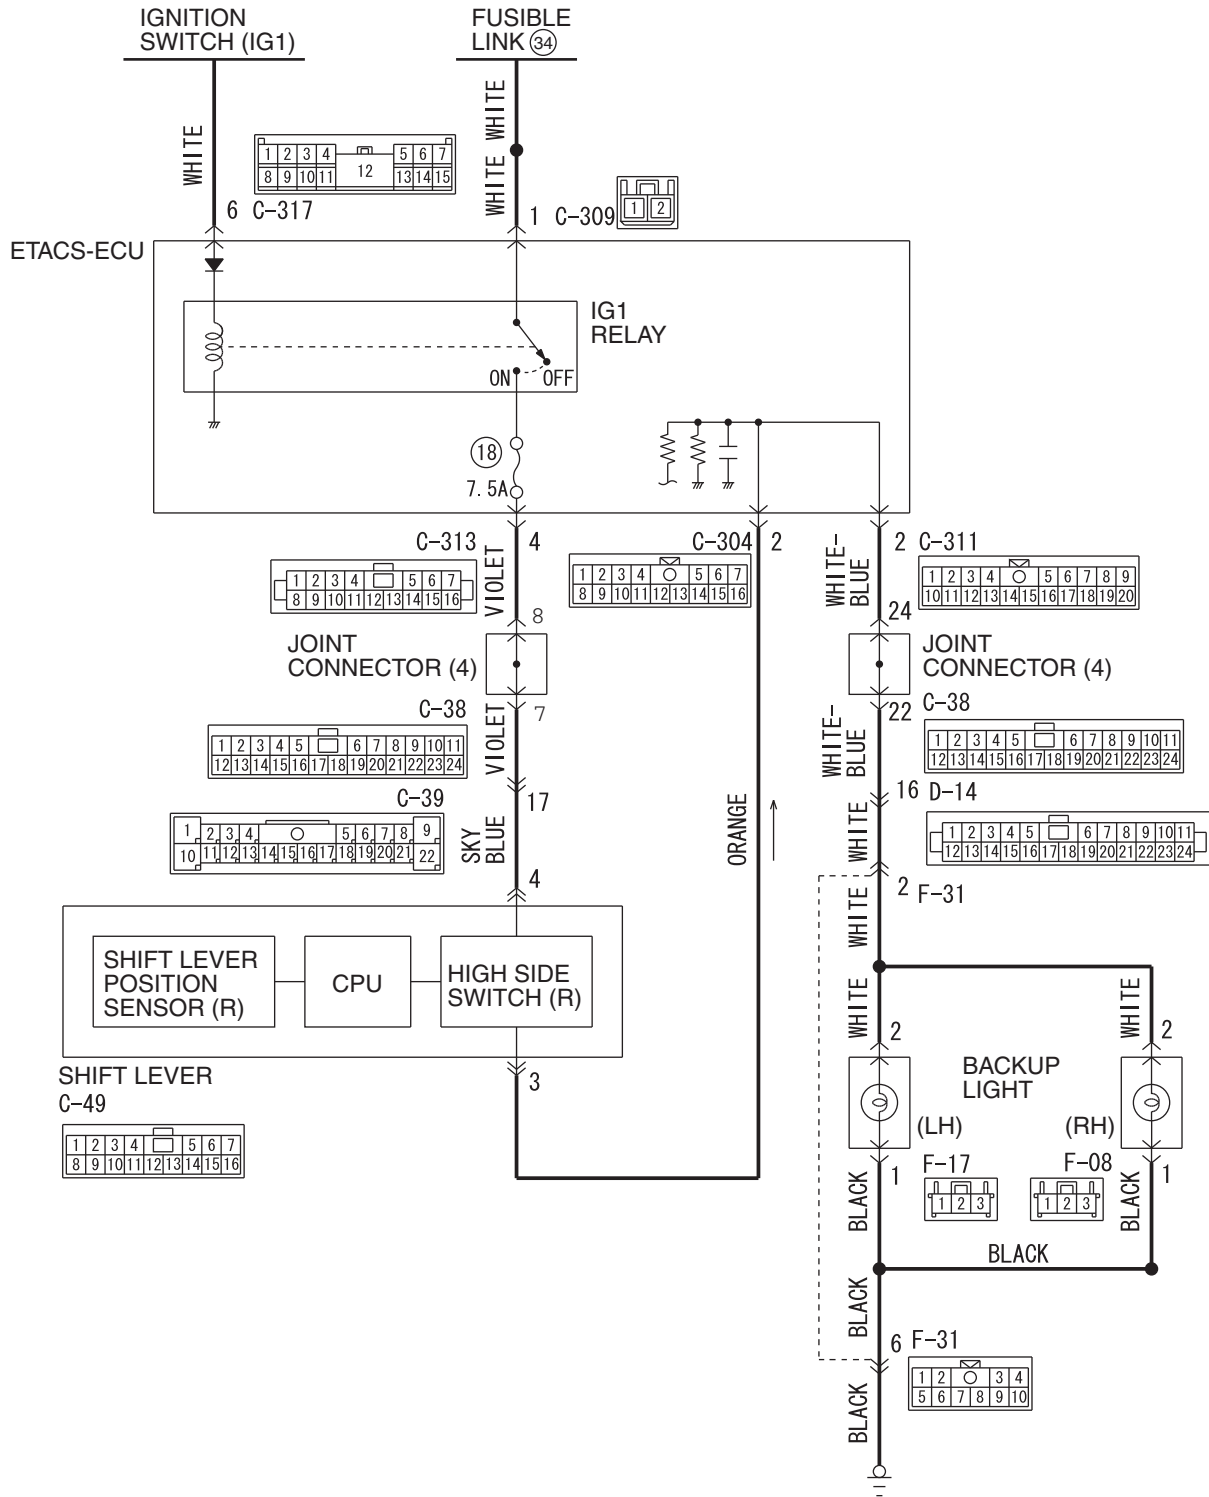 IGNITION
SWITCH (IG1)
FUSIBLE
LINK 34
WHITE
WHITE
WHITE
1 2 3 4 5 6 7
12
8 9 10 11 13 14 15
6 C-317
1 C-309
1 2
ETACS-ECU
IG1
RELAY
ON OFF
18
7.5A
C-313
4
C-304 2
2 C-311
VIOLET
WHITE-
BLUE
1 2 3 4 5 6 7
8 9 10 11 12 13 14 15 16
1 2 3 4 5 6 7
8 9 10 11 12 13 14 15 16
1 2 3 4 5 6 7 8 9
10 11 12 13 14 15 16 17 18 19 20
8
24
JOINT
CONNECTOR (4)
JOINT
CONNECTOR (4)
C-38
7
22 C-38
VIOLET
WHITE-
BLUE
1 2 3 4 5 6 7 8 9 10 11
12 13 14 15 16 17 18 19 20 21 22 23 24
1 2 3 4 5 6 7 8 9 10 11
12 13 14 15 16 17 18 19 20 21 22 23 24
C-39
17
16 D-14
1 2 3 4 5 6 7 8 9
10 11 12 13 14 15 16 17 18 19 20 21 22
SKY
BLUE
ORANGE
WHITE
1 2 3 4 5 6 7 8 9 10 11
12 13 14 15 16 17 18 19 20 21 22 23 24
4
2 F-31
WHITE
SHIFT LEVER
POSITION
SENSOR (R)
CPU
HIGH SIDE
SWITCH (R)
WHITE
WHITE
2
2
SHIFT LEVER
C-49
3
BACKUP
LIGHT
(LH)
(RH)
1 2 3 4 5 6 7
8 9 10 11 12 13 14 15 16
1
F-17
F-08
1
1 2 3
1 2 3
BLACK
BLACK
BLACK
BLACK
6 F-31
1 2 3 4
5 6 7 8 9 10
BLACK